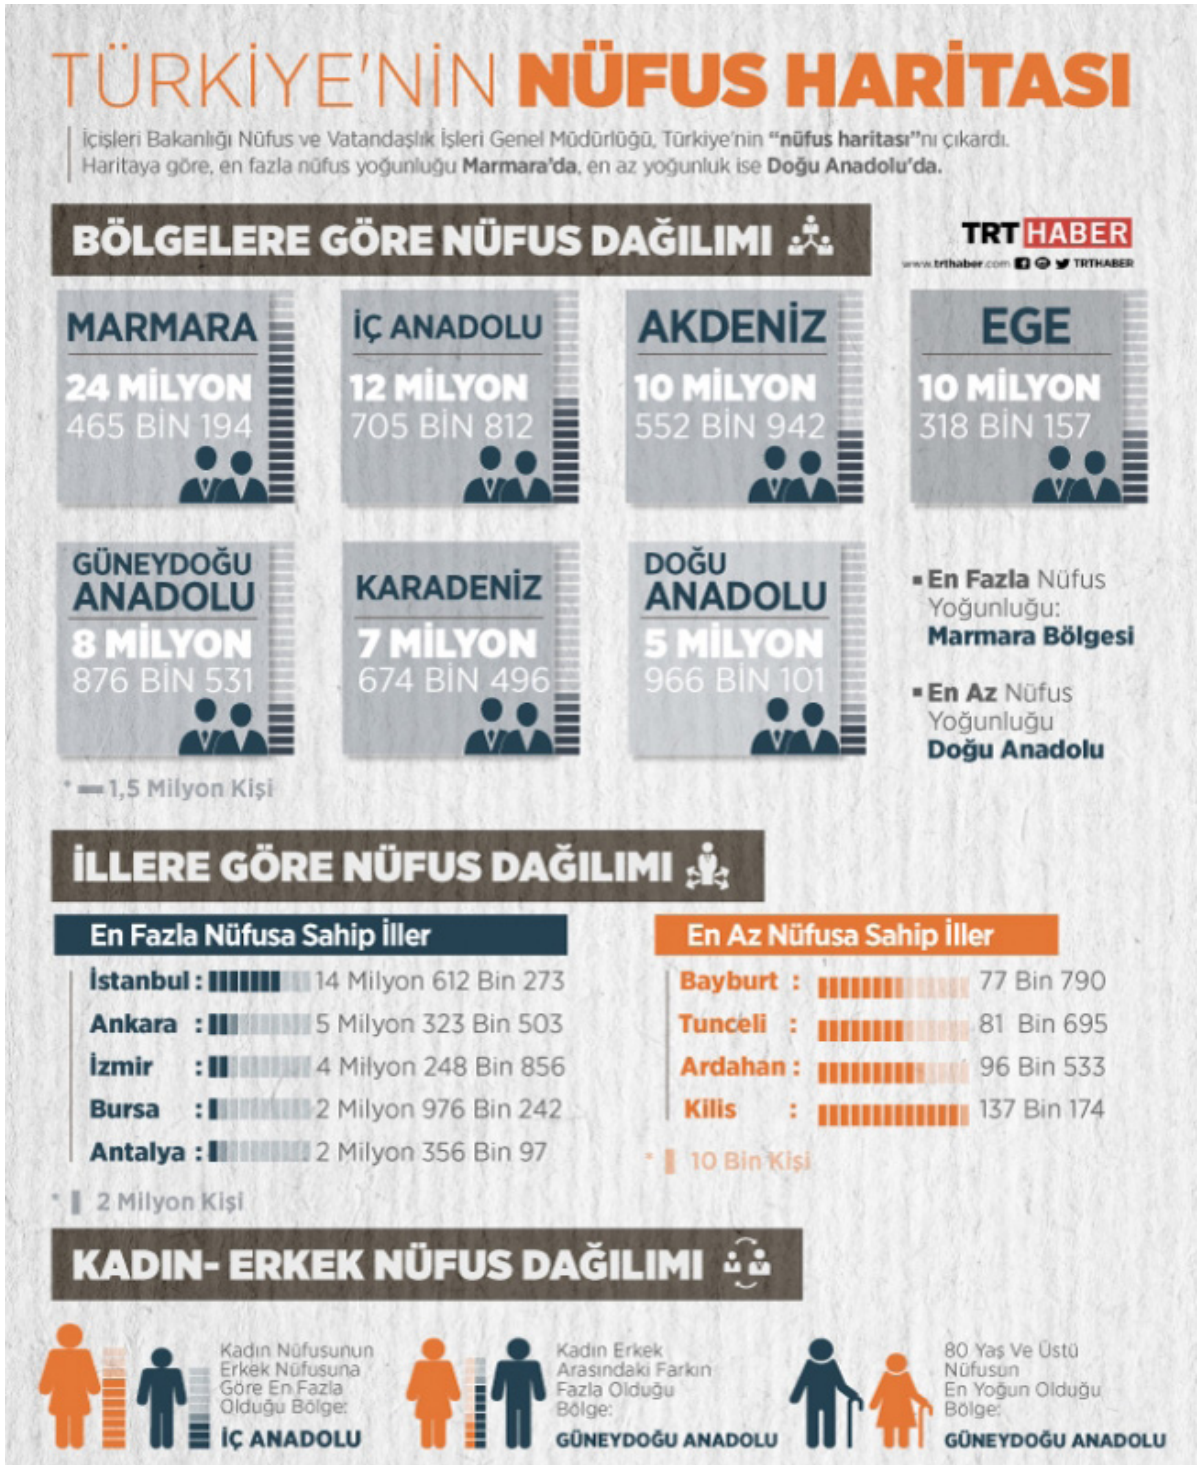 TÜRKİYE'NİN NÜFUS HARİTASI
İçişleri Bakanlığı Nüfus ve Vatandaşlık İşleri Genel Müdürlüğü, Türkiye'nin "nüfus haritası"nı çıkardı.
Haritaya göre, en fazla nüfus yoğunluğu Marmara'da, en az yoğunluk ise Doğu Anadolu'da.
BÖLGELERE GÖRE NÜFUS DAĞILIMI
TRT HABER
www.trthaber.com TRTHABER
MARMARA
24 MİLYON
465 BİN 194
İÇ ANADOLU
12 MİLYON
705 BİN 812
AKDENİZ
10 MİLYON
552 BİN 942
EGE
10 MİLYON
318 BİN 157
GÜNEYDOĞU
ANADOLU
8 MİLYON
876 BİN 531
KARADENİZ
7 MİLYON
674 BİN 496
DOĞU
ANADOLU
5 MİLYON
966 BİN 101
En Fazla Nüfus
Yoğunluğu:
Marmara Bölgesi
En Az Nüfus
Yoğunluğu
Doğu Anadolu
* 1,5 Milyon Kişi
İLLERE GÖRE NÜFUS DAĞILIMI
En Fazla Nüfusa Sahip İller
İstanbul : 14 Milyon 612 Bin 273
Ankara : 5 Milyon 323 Bin 503
İzmir : 4 Milyon 248 Bin 856
Bursa : 2 Milyon 976 Bin 242
Antalya : 2 Milyon 356 Bin 97
* 2 Milyon Kişi
En Az Nüfusa Sahip İller
Bayburt : 77 Bin 790
Tunceli : 81 Bin 695
Ardahan : 96 Bin 533
Kilis : 137 Bin 174
* 10 Bin Kişi
KADIN- ERKEK NÜFUS DAĞILIMI
Kadın Nüfusunun
Erkek Nüfusuna
Göre En Fazla
Olduğu Bölge:
İÇ ANADOLU
Kadın Erkek
Arasındaki Farkın
Fazla Olduğu
Bölge:
GÜNEYDOĞU ANADOLU
80 Yaş Ve Üstü
Nüfusun
En Yoğun Olduğu
Bölge:
GÜNEYDOĞU ANADOLU